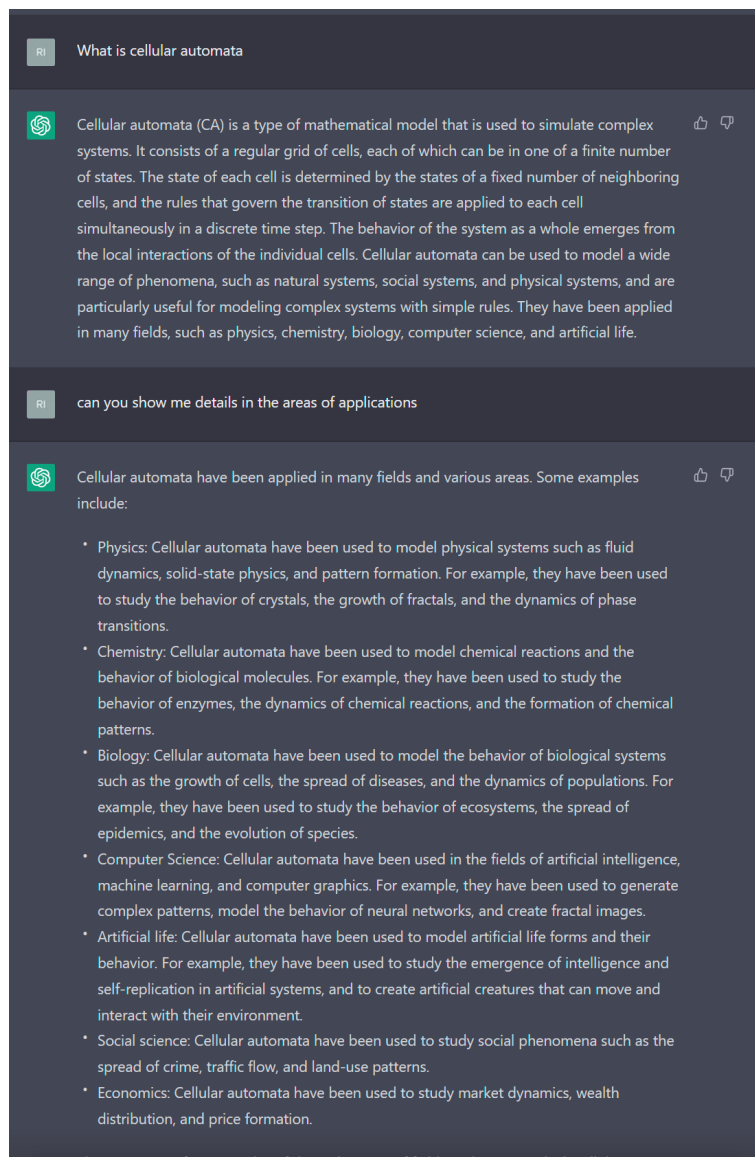 RI
What is cellular automata
Cellular automata (CA) is a type of mathematical model that is used to simulate complex
systems. It consists of a regular grid of cells, each of which can be in one of a finite number
of states. The state of each cell is determined by the states of a fixed number of neighboring
cells, and the rules that govern the transition of states are applied to each cell
simultaneously in a discrete time step. The behavior of the system as a whole emerges from
the local interactions of the individual cells. Cellular automata can be used to model a wide
range of phenomena, such as natural systems, social systems, and physical systems, and are
particularly useful for modeling complex systems with simple rules. They have been applied
in many fields, such as physics, chemistry, biology, computer science, and artificial life.
RI
can you show me details in the areas of applications
Cellular automata have been applied in many fields and various areas. Some examples
include:
• Physics: Cellular automata have been used to model physical systems such as fluid
dynamics, solid-state physics, and pattern formation. For example, they have been used
to study the behavior of crystals, the growth of fractals, and the dynamics of phase
transitions.
• Chemistry: Cellular automata have been used to model chemical reactions and the
behavior of biological molecules. For example, they have been used to study the
behavior of enzymes, the dynamics of chemical reactions, and the formation of chemical
patterns.
• Biology: Cellular automata have been used to model the behavior of biological systems
such as the growth of cells, the spread of diseases, and the dynamics of populations. For
example, they have been used to study the behavior of ecosystems, the spread of
epidemics, and the evolution of species.
• Computer Science: Cellular automata have been used in the fields of artificial intelligence,
machine learning, and computer graphics. For example, they have been used to generate
complex patterns, model the behavior of neural networks, and create fractal images.
• Artificial life: Cellular automata have been used to model artificial life forms and their
behavior. For example, they have been used to study the emergence of intelligence and
self-replication in artificial systems, and to create artificial creatures that can move and
interact with their environment.
• Social science: Cellular automata have been used to study social phenomena such as the
spread of crime, traffic flow, and land-use patterns.
• Economics: Cellular automata have been used to study market dynamics, wealth
distribution, and price formation.